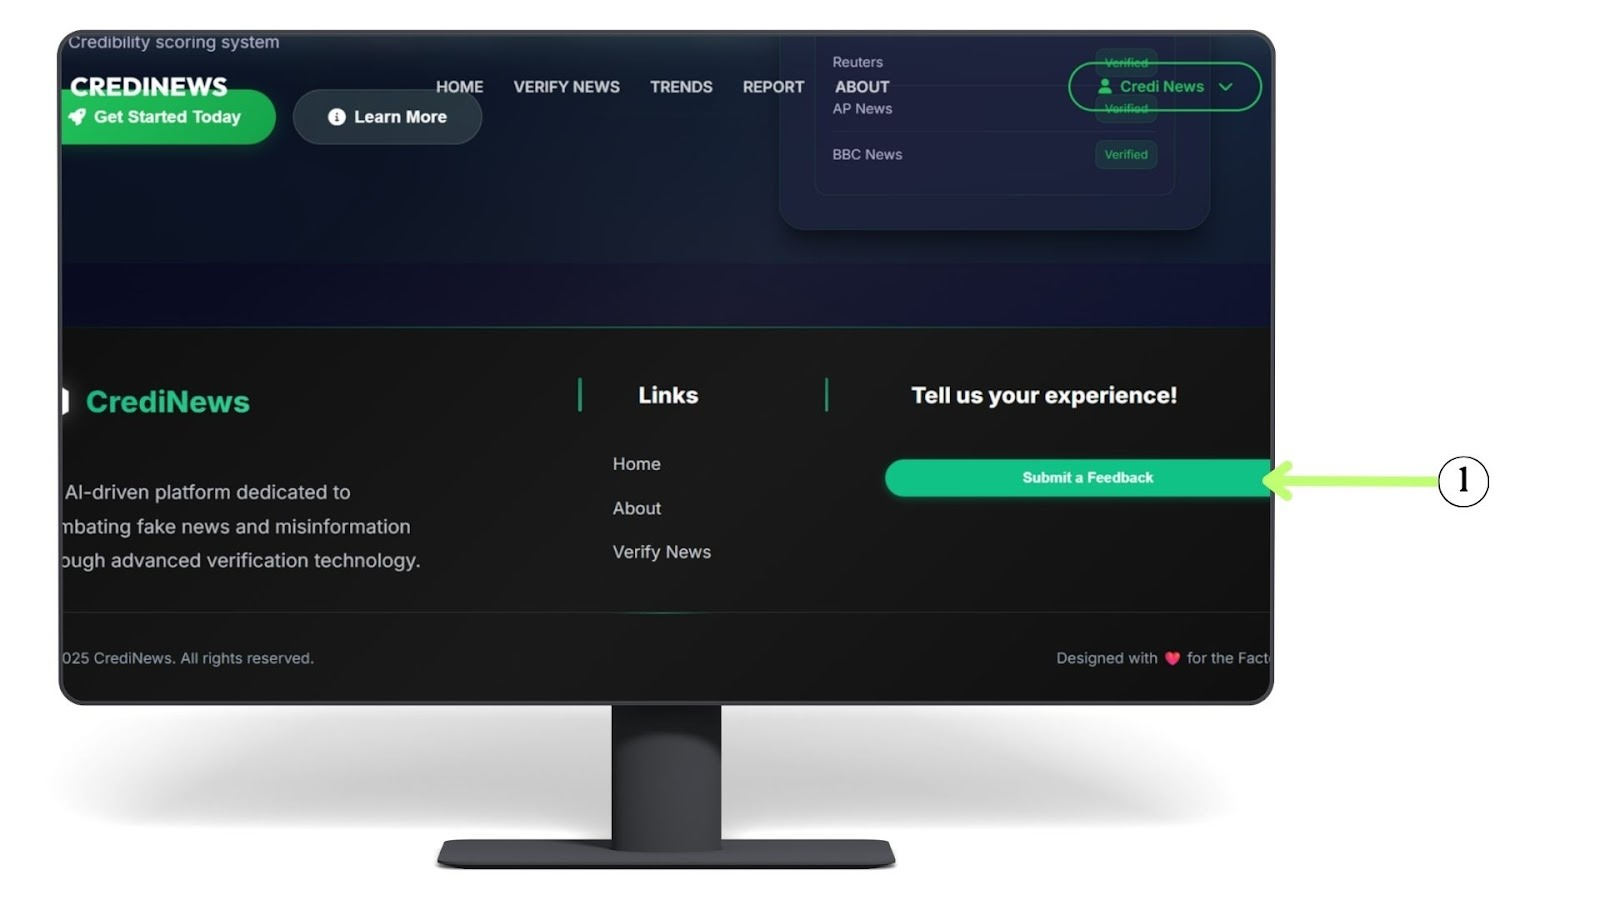 Credibility scoring system
Reuters Verified
CREDINEWS HOME VERIFY NEWS TRENDS REPORT ABOUT Credi News
AP News Verified
Get Started Today Learn More
BBC News Verified
CrediNews
AI-driven platform dedicated to
mbating fake news and misinformation
ough advanced verification technology.
Links
Home
About
Verify News
Tell us your experience!
Submit a Feedback
1
025 CrediNews. All rights reserved.
Designed with ❤ for the Fact